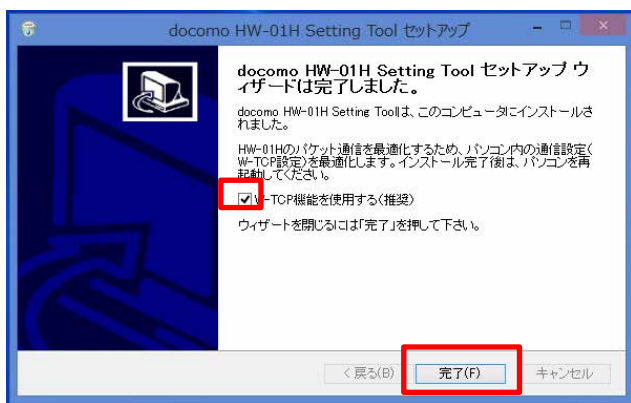 docomo HW-01H Setting Tool セットアップ
docomo HW-01H Setting Tool セットアップ ウ
ィザードは完了しました。
docomo HW-01H Setting Toolは、このコンピュータにインストールさ
れました。
HW-01Hのパケット通信を最適化するため、パソコン内の通信設定(
W-TCP設定)を最適化します。インストール完了後は、パソコンを再
起動してください。
W-TCP機能を使用する(推奨)
ウィザードを閉じるには「完了」を押して下さい。
< 戻る(B) 完了(F) キャンセル